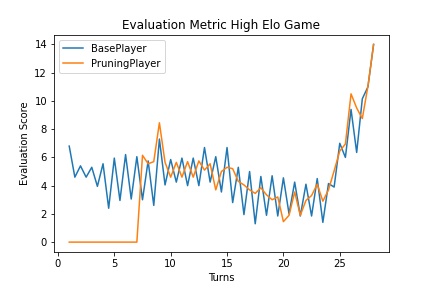 Evaluation Metric High Elo Game
BasePlayer
PruningPlayer
Evaluation Score
14
12
10
8
6
4
2
0
0
5
10
15
20
25
Turns